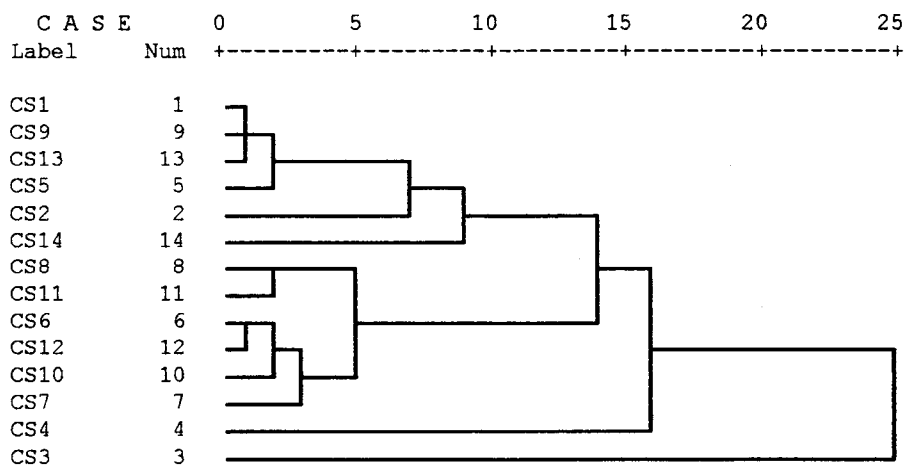 C A S E 0 5 10 15 20 25
Label Num +---------+---------+---------+---------+---------+
CS1 1
CS9 9
CS13 13
CS5 5
CS2 2
CS14 14
CS8 8
CS11 11
CS6 6
CS12 12
CS10 10
CS7 7
CS4 4
CS3 3